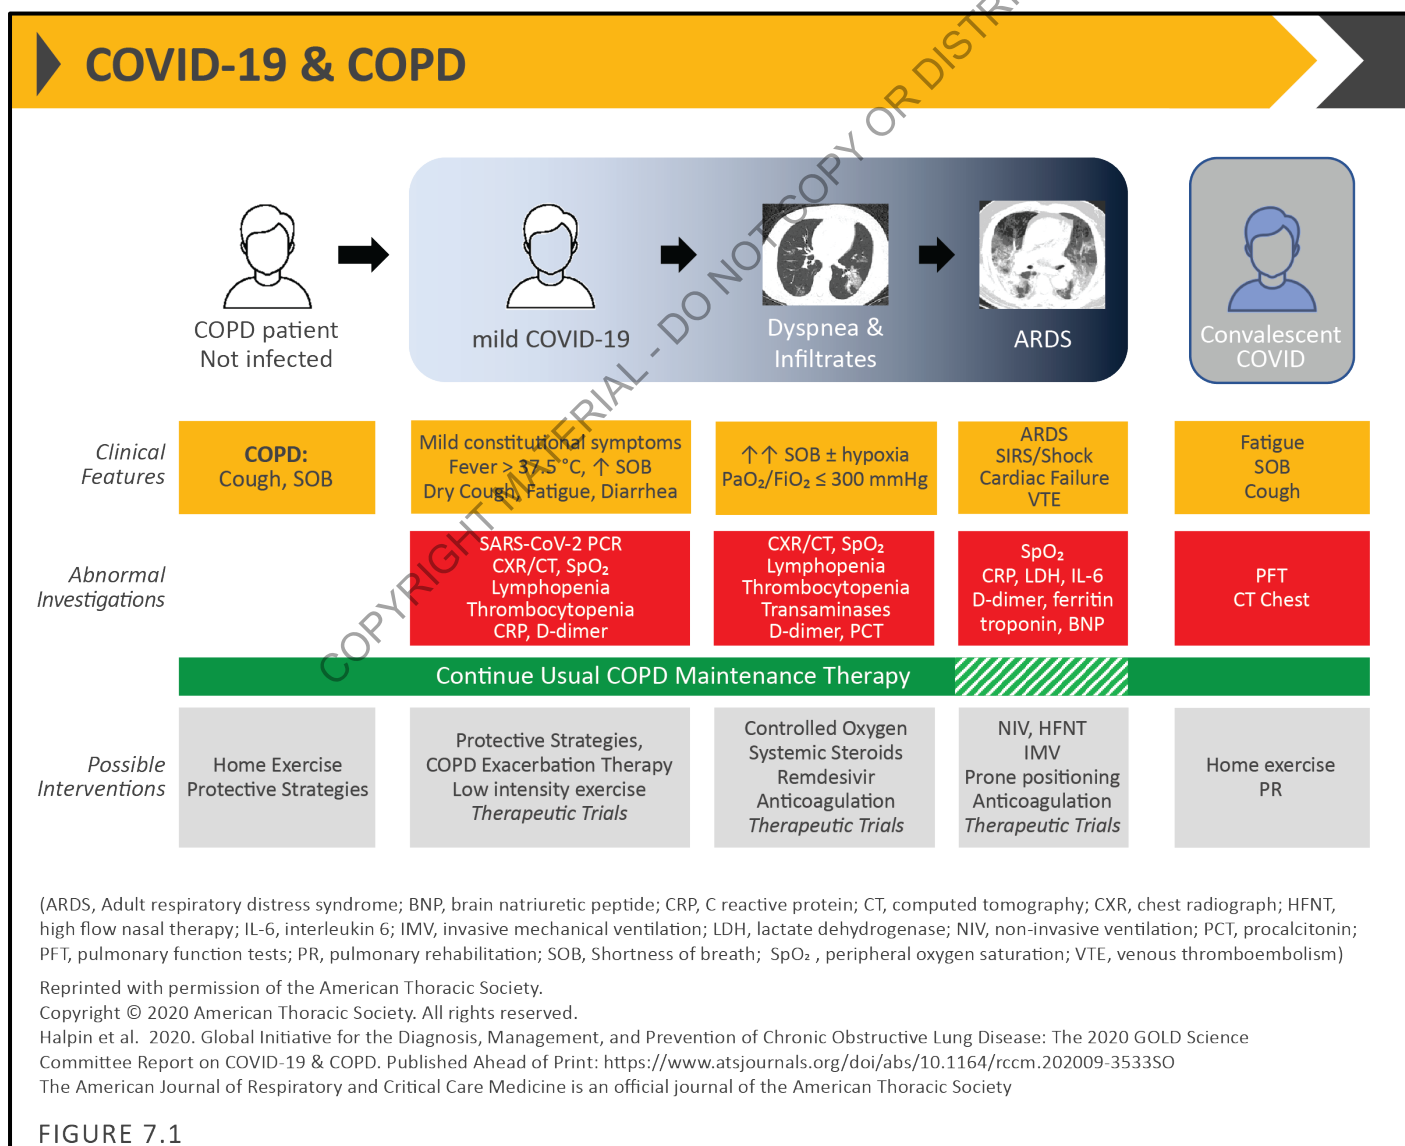 COVID-19 & COPD
COPYRIGHT MATERIAL - DO NOT COPY OR
COPD patient
Not infected
mild COVID-19
Dyspnea &
Infiltrates
ARDS
Convalescent
COVID
Clinical
Features
COPD:
Cough, SOB
Mild constitutional symptoms
Fever > 37.5 °C, ↑ SOB
Dry Cough, Fatigue, Diarrhea
↑↑ SOB ± hypoxia
PaO₂/FiO₂ ≤ 300 mmHg
ARDS
SIRS/Shock
Cardiac Failure
VTE
Fatigue
SOB
Cough
Abnormal
Investigations
SARS-CoV-2 PCR
CXR/CT, SpO₂
Lymphopenia
Thrombocytopenia
CRP, D-dimer
CXR/CT, SpO₂
Lymphopenia
Thrombocytopenia
Transaminases
D-dimer, PCT
SpO₂
CRP, LDH, IL-6
D-dimer, ferritin
troponin, BNP
PFT
CT Chest
Continue Usual COPD Maintenance Therapy
Possible
Interventions
Home Exercise
Protective Strategies
Protective Strategies,
COPD Exacerbation Therapy
Low intensity exercise
Therapeutic Trials
Controlled Oxygen
Systemic Steroids
Remdesivir
Anticoagulation
Therapeutic Trials
NIV, HFNT
IMV
Prone positioning
Anticoagulation
Therapeutic Trials
Home exercise
PR
(ARDS, Adult respiratory distress syndrome; BNP, brain natriuretic peptide; CRP, C reactive protein; CT, computed tomography; CXR, chest radiograph; HFNT,
high flow nasal therapy; IL-6, interleukin 6; IMV, invasive mechanical ventilation; LDH, lactate dehydrogenase; NIV, non-invasive ventilation; PCT, procalcitonin;
PFT, pulmonary function tests; PR, pulmonary rehabilitation; SOB, Shortness of breath; SpO₂ , peripheral oxygen saturation; VTE, venous thromboembolism)
Reprinted with permission of the American Thoracic Society.
Copyright © 2020 American Thoracic Society. All rights reserved.
Halpin et al. 2020. Global Initiative for the Diagnosis, Management, and Prevention of Chronic Obstructive Lung Disease: The 2020 GOLD Science
Committee Report on COVID-19 & COPD. Published Ahead of Print: https://www.atsjournals.org/doi/abs/10.1164/rccm.202009-3533SO
The American Journal of Respiratory and Critical Care Medicine is an official journal of the American Thoracic Society
FIGURE 7.1